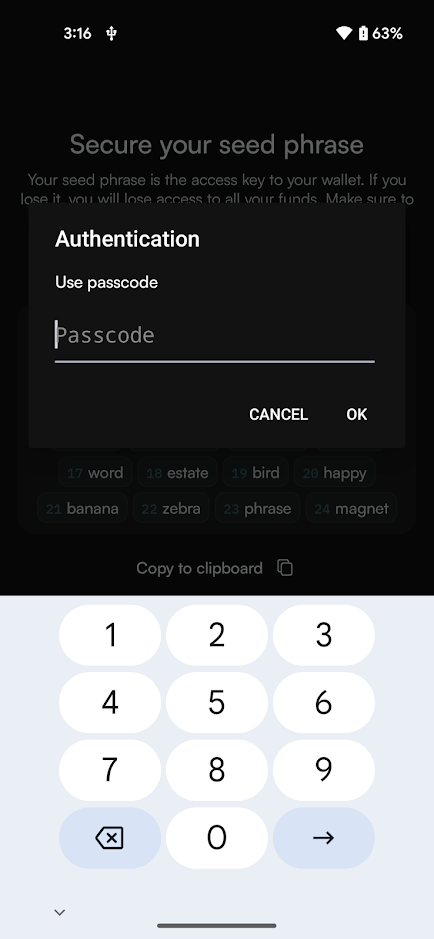 3:16 63%
Secure your seed phrase
Your seed phrase is the access key to your wallet. If you
lose it, you will lose access to all your funds. Make sure to
Authentication
Use passcode
Passcode
CANCEL OK
17 word 18 estate 19 bird 20 happy
21 banana 22 zebra 23 phrase 24 magnet
Copy to clipboard
1 2 3
4 5 6
7 8 9
0